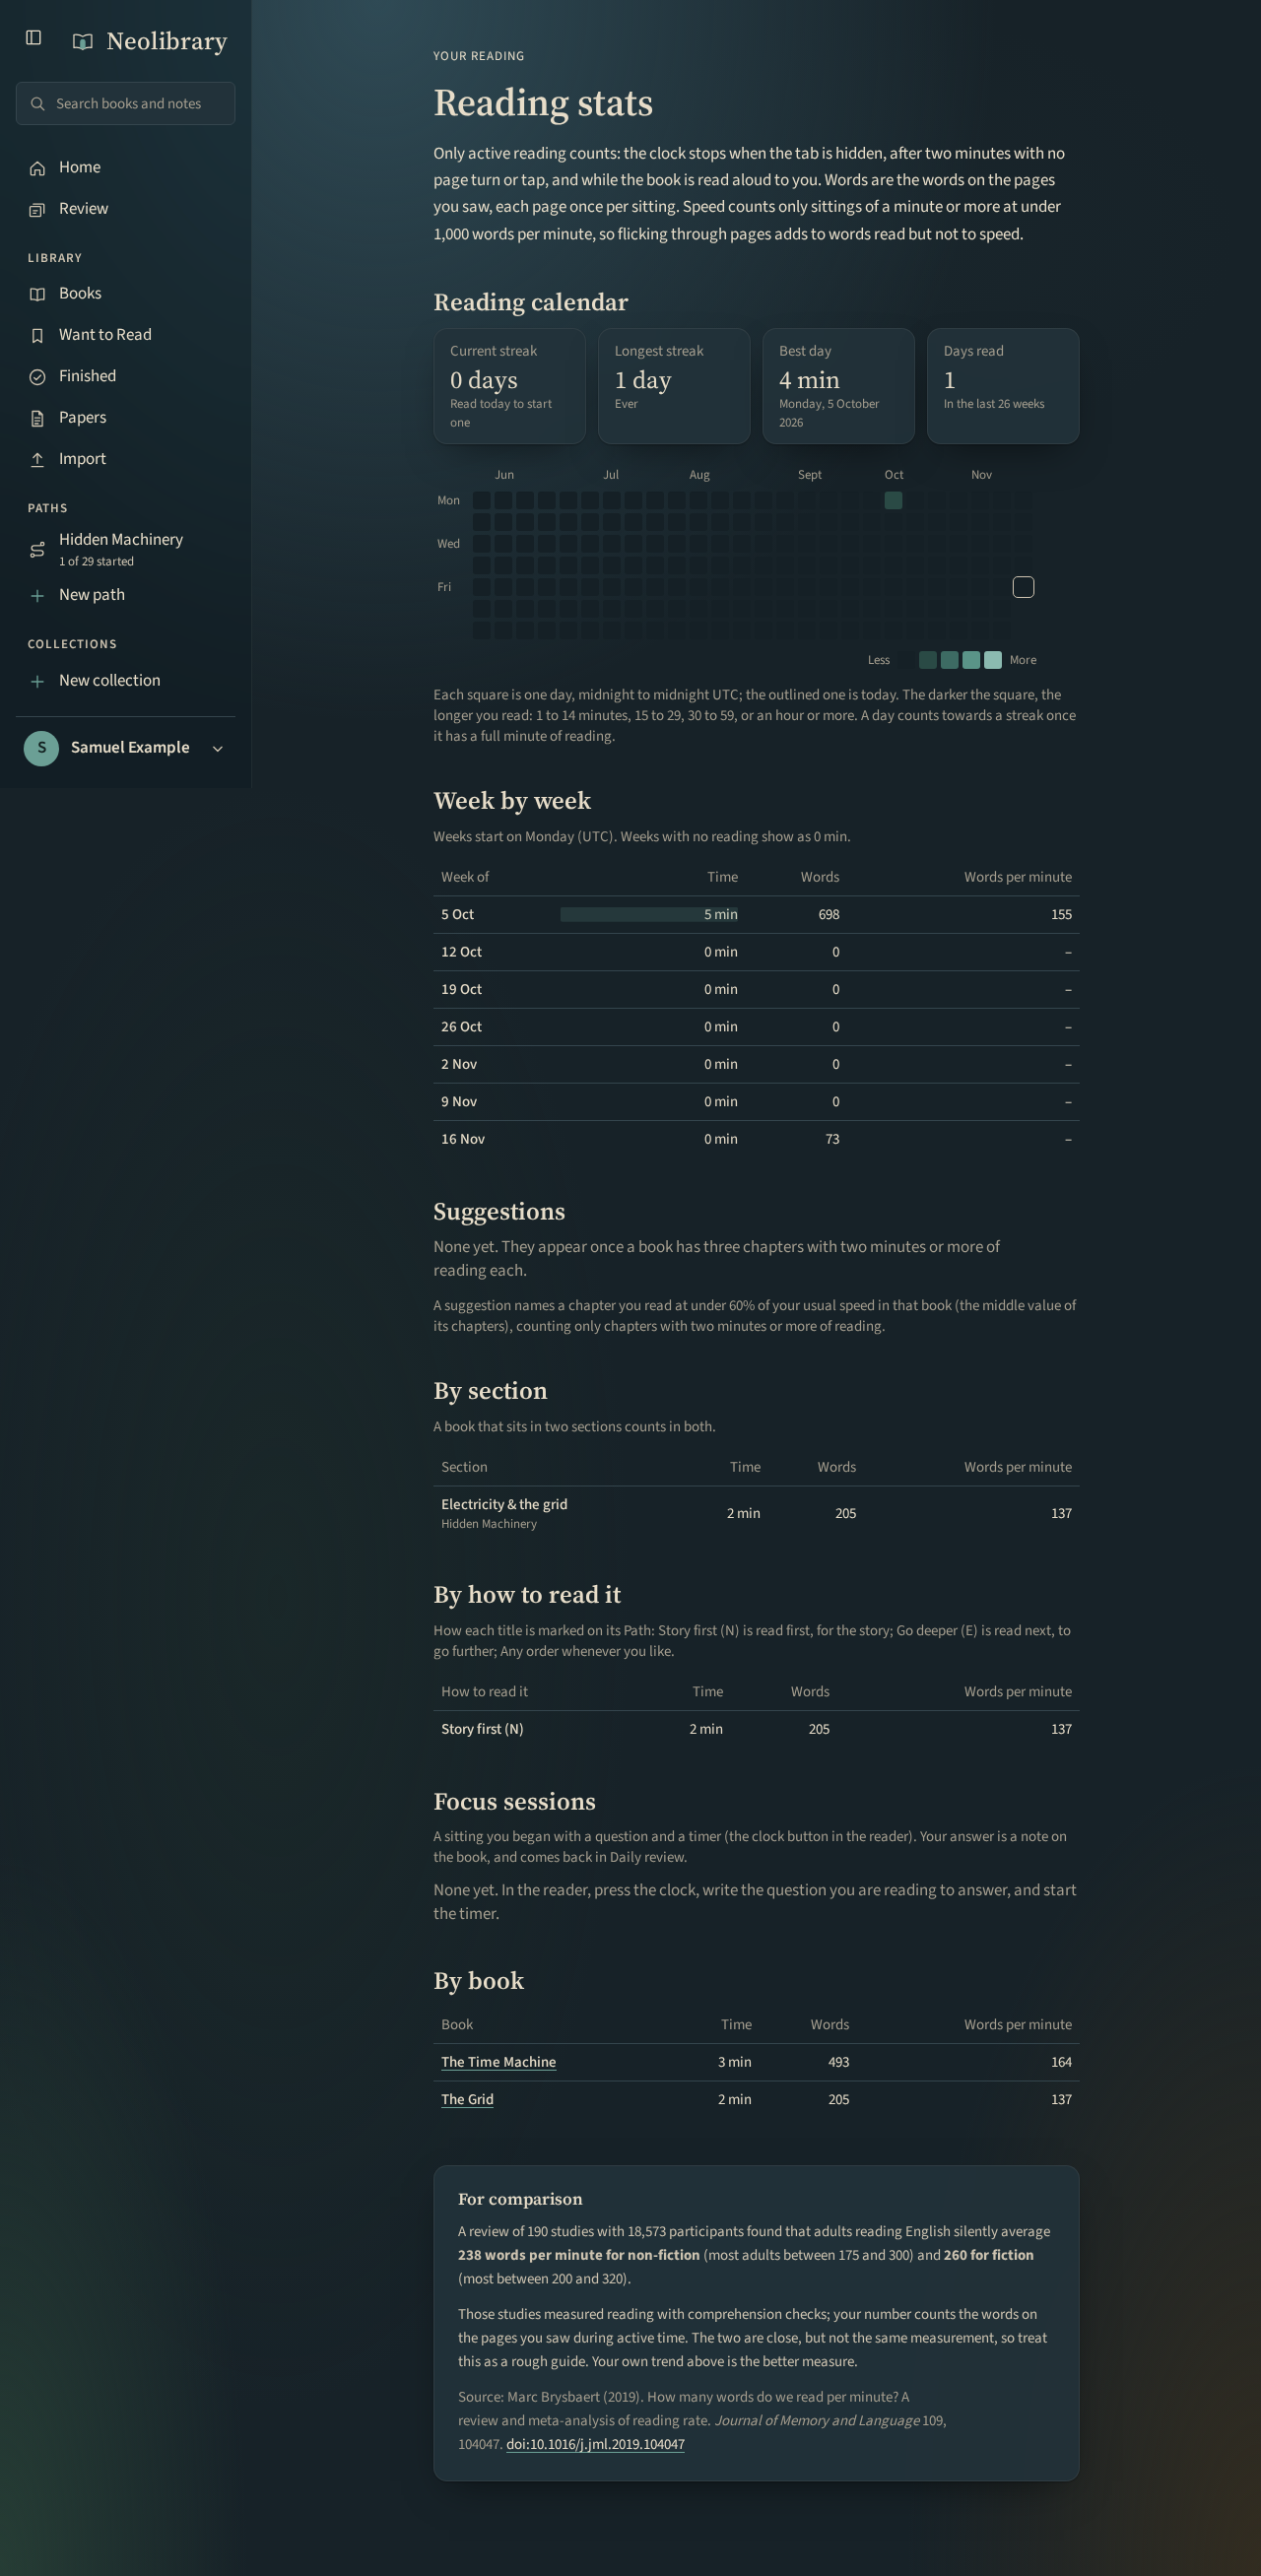 Neolibrary
Search books and notes
Home
Review
LIBRARY
Books
Want to Read
Finished
Papers
Import
PATHS
Hidden Machinery
1 of 29 started
New path
COLLECTIONS
New collection
S
Samuel Example
YOUR READING
Reading stats
Only active reading counts: the clock stops when the tab is hidden, after two minutes with no
page turn or tap, and while the book is read aloud to you. Words are the words on the pages
you saw, each page once per sitting. Speed counts only sittings of a minute or more at under
1,000 words per minute, so flicking through pages adds to words read but not to speed.
Reading calendar
Current streak
0 days
Read today to start
one
Longest streak
1 day
Ever
Best day
4 min
Monday, 5 October
2026
Days read
1
In the last 26 weeks
Jun Jul Aug Sept Oct Nov
Mon
Wed
Fri
Less More
Each square is one day, midnight to midnight UTC; the outlined one is today. The darker the square, the
longer you read: 1 to 14 minutes, 15 to 29, 30 to 59, or an hour or more. A day counts towards a streak once
it has a full minute of reading.
Week by week
Weeks start on Monday (UTC). Weeks with no reading show as 0 min.
Week of Time Words Words per minute
5 Oct 5 min 698 155
12 Oct 0 min 0 –
19 Oct 0 min 0 –
26 Oct 0 min 0 –
2 Nov 0 min 0 –
9 Nov 0 min 0 –
16 Nov 0 min 73 –
Suggestions
None yet. They appear once a book has three chapters with two minutes or more of
reading each.
A suggestion names a chapter you read at under 60% of your usual speed in that book (the middle value of
its chapters), counting only chapters with two minutes or more of reading.
By section
A book that sits in two sections counts in both.
Section Time Words Words per minute
Electricity & the grid 2 min 205 137
Hidden Machinery
By how to read it
How each title is marked on its Path: Story first (N) is read first, for the story; Go deeper (E) is read next, to
go further; Any order whenever you like.
How to read it Time Words Words per minute
Story first (N) 2 min 205 137
Focus sessions
A sitting you began with a question and a timer (the clock button in the reader). Your answer is a note on
the book, and comes back in Daily review.
None yet. In the reader, press the clock, write the question you are reading to answer, and start
the timer.
By book
Book Time Words Words per minute
The Time Machine 3 min 493 164
The Grid 2 min 205 137
For comparison
A review of 190 studies with 18,573 participants found that adults reading English silently average
238 words per minute for non-fiction (most adults between 175 and 300) and 260 for fiction
(most between 200 and 320).
Those studies measured reading with comprehension checks; your number counts the words on
the pages you saw during active time. The two are close, but not the same measurement, so treat
this as a rough guide. Your own trend above is the better measure.
Source: Marc Brysbaert (2019). How many words do we read per minute? A
review and meta-analysis of reading rate. Journal of Memory and Language 109,
104047. doi:10.1016/j.jml.2019.104047